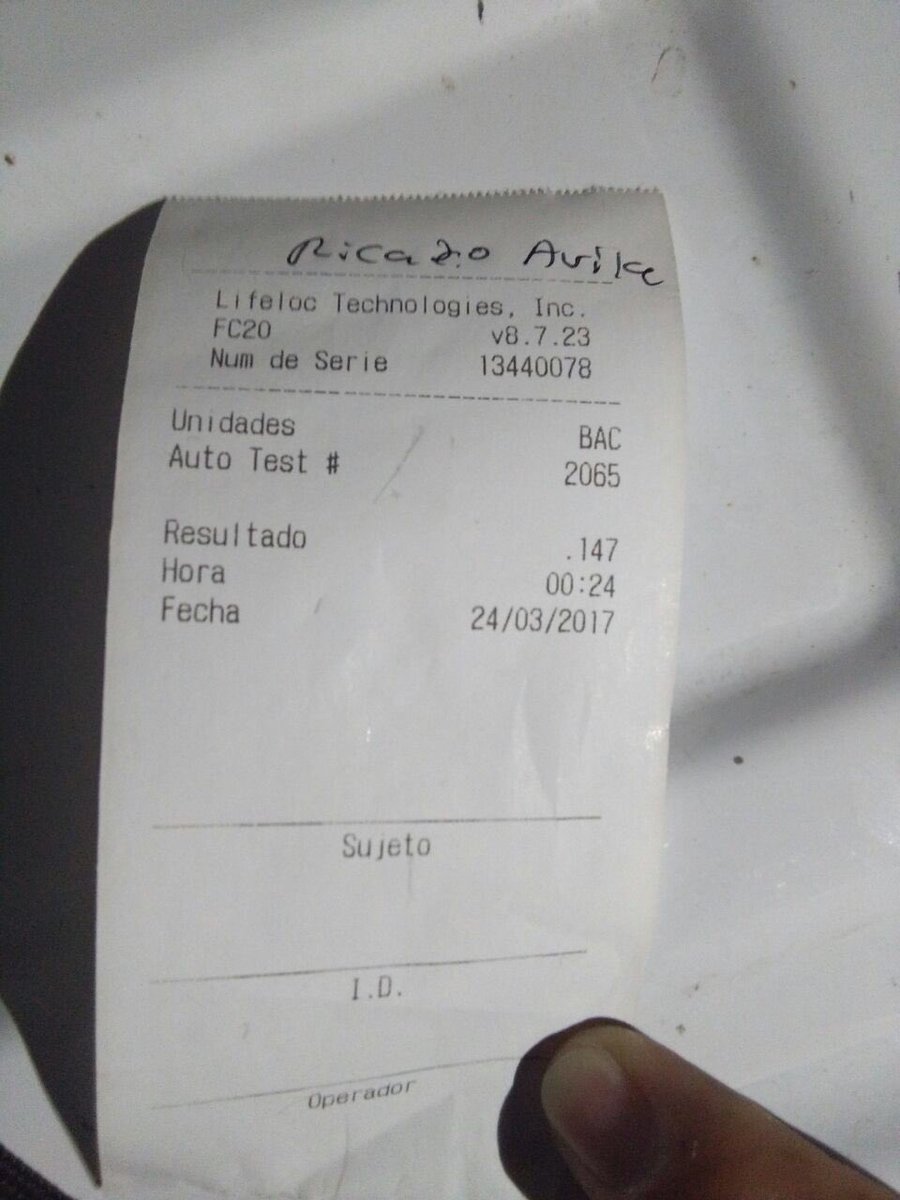 Ricardo Avila
Lifeloc Technologies, Inc.
FC20 v8.7.23
Num de Serie 13440078
Unidades BAC
Auto Test # 2065
Resultado .147
Hora 00:24
Fecha 24/03/2017
Sujeto
I.D.
Operador